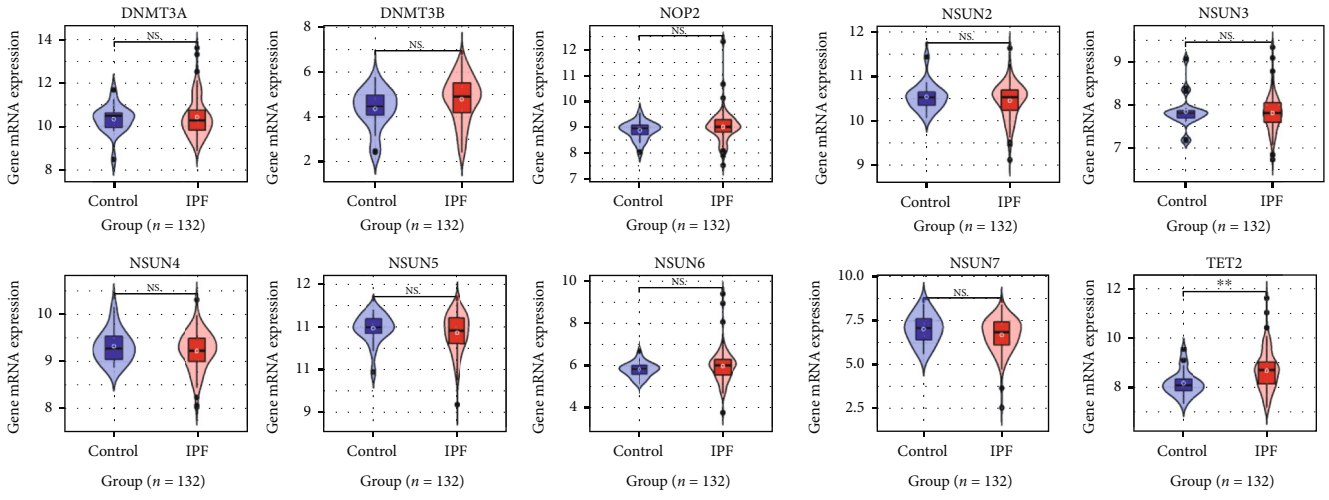 DNMT3A
Gene mRNA expression
14
12
10
8
NS.
Control IPF
Group (n = 132)
DNMT3B
Gene mRNA expression
8
6
4
2
NS.
Control IPF
Group (n = 132)
NOP2
Gene mRNA expression
12
11
10
9
8
7
NS.
Control IPF
Group (n = 132)
NSUN2
Gene mRNA expression
12
11
10
9
NS.
Control IPF
Group (n = 132)
NSUN3
Gene mRNA expression
9
8
7
NS.
Control IPF
Group (n = 132)
NSUN4
Gene mRNA expression
10
9
8
NS.
Control IPF
Group (n = 132)
NSUN5
Gene mRNA expression
12
11
11
9
NS.
Control IPF
Group (n = 132)
NSUN6
Gene mRNA expression
10
8
6
4
NS.
Control IPF
Group (n = 132)
NSUN7
Gene mRNA expression
10.0
7.5
5.0
2.5
NS.
Control IPF
Group (n = 132)
TET2
Gene mRNA expression
12
10
8
**
Control IPF
Group (n = 132)